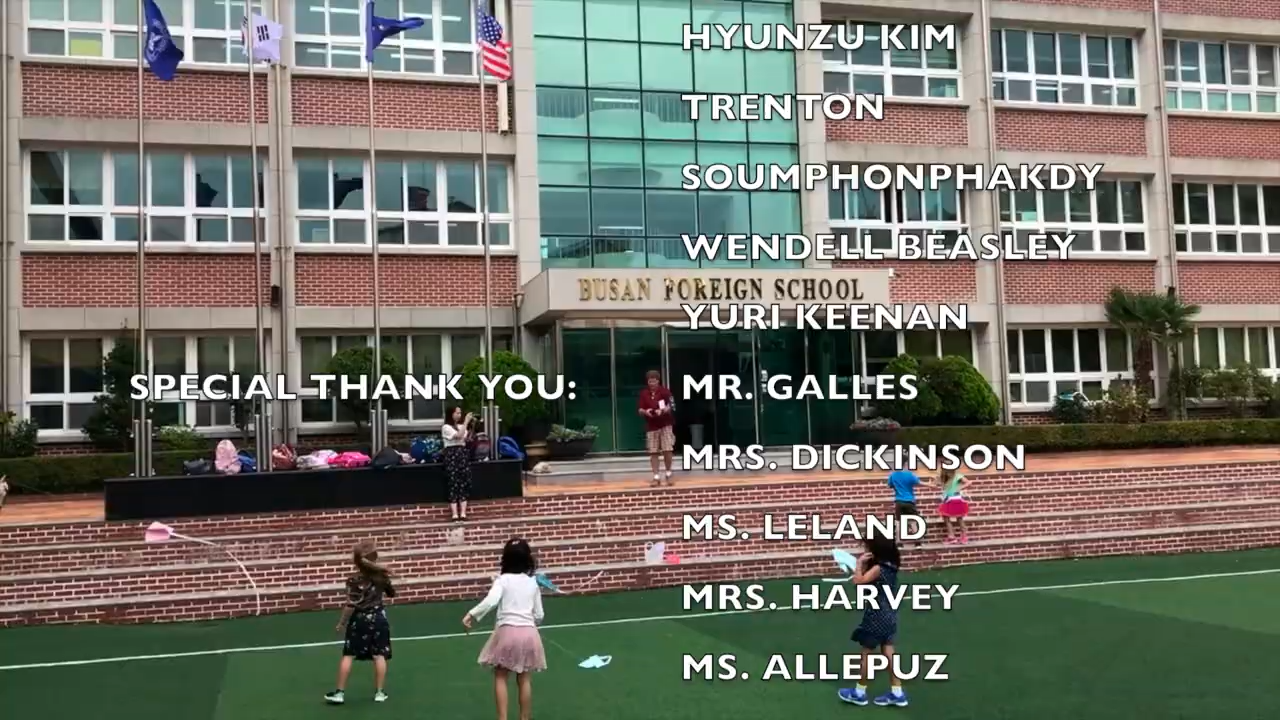 HYUNZU KIM
TRENTON
SOUMPHONPHAKDY
WENDELL BEASLEY
BUSAN FOREIGN SCHOOL
YURI KEENAN
SPECIAL THANK YOU:
MR. GALLES
MRS. DICKINSON
MS. LELAND
MRS. HARVEY
MS. ALLEPUZ